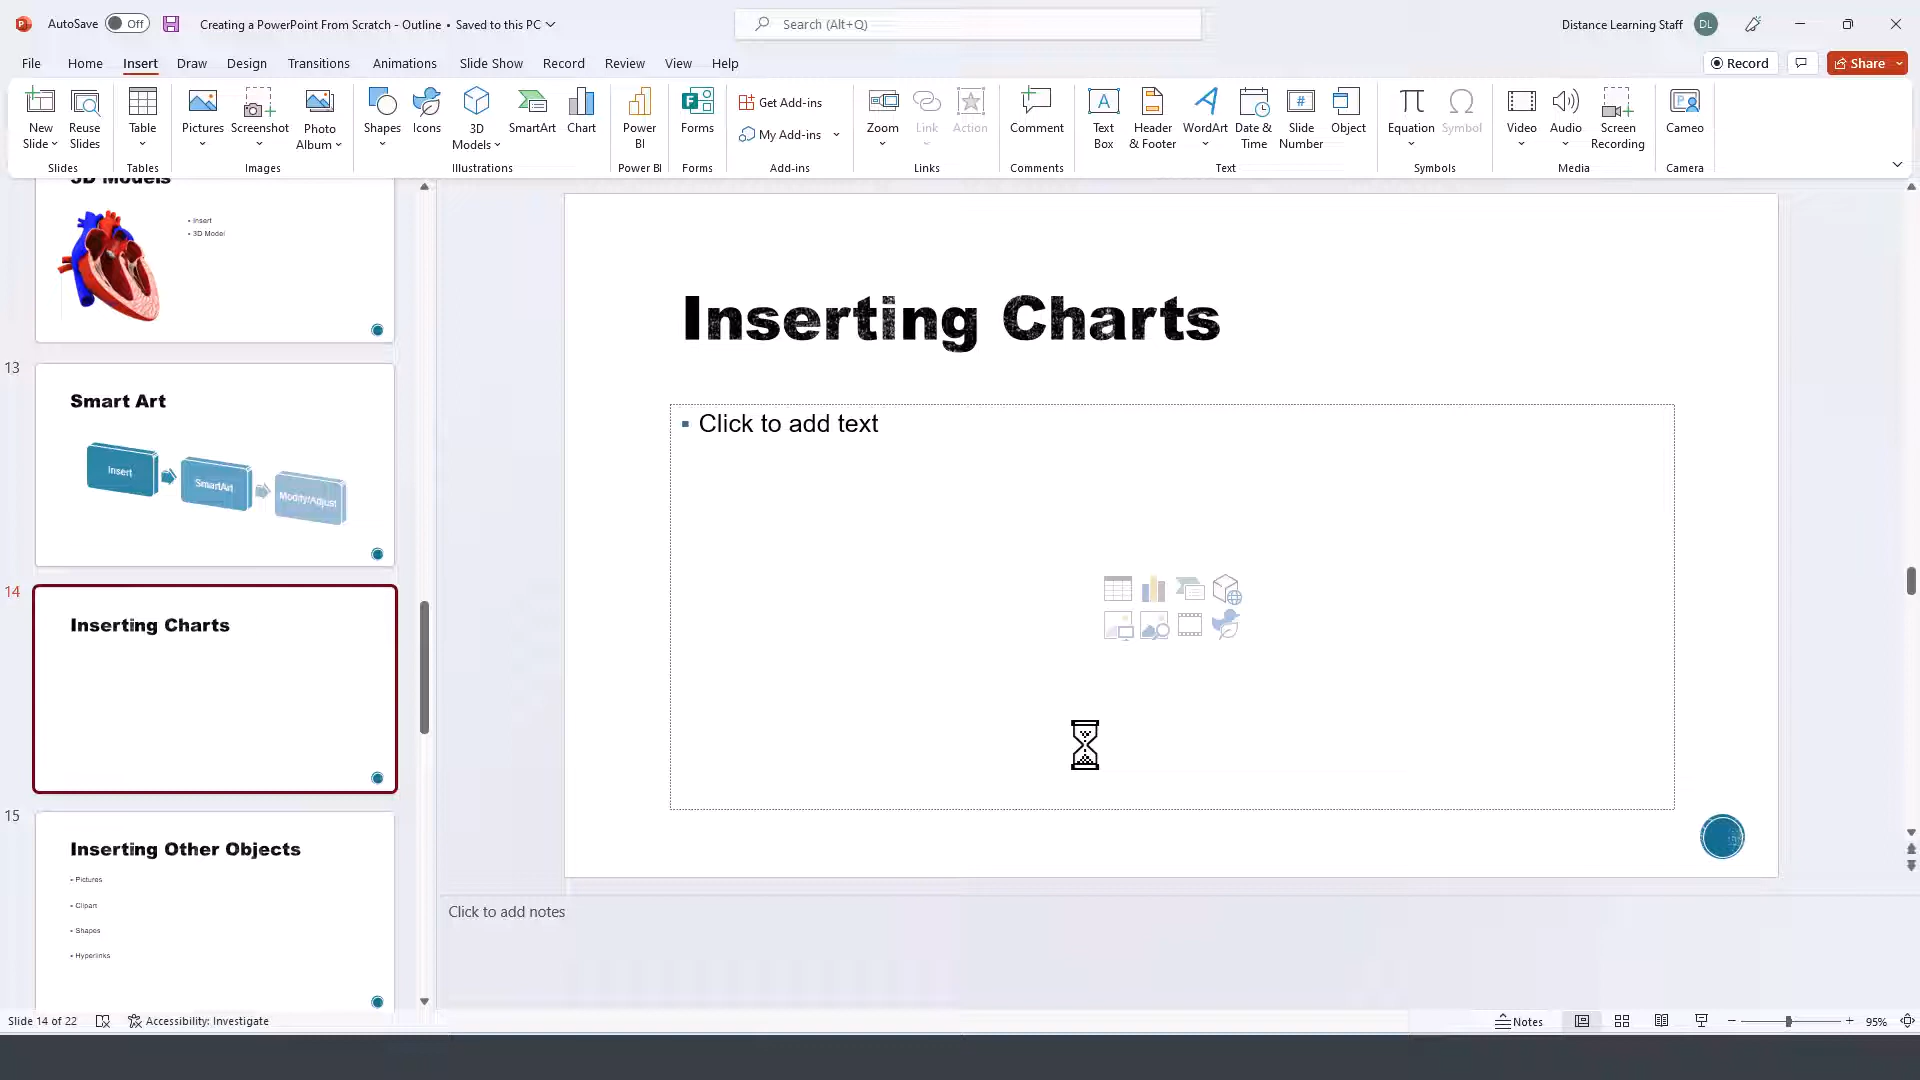 AutoSave Off Creating a PowerPoint From Scratch - Outline • Saved to this PC Search (Alt+Q) Distance Learning Staff DL
File Home Insert Draw Design Transitions Animations Slide Show Record Review View Help Record Share
New Slide Reuse Slides Table Pictures Screenshot Photo Album Shapes Icons 3D Models SmartArt Chart Power BI Forms Get Add-ins My Add-ins Zoom Link Action Comment Text Box Header & Footer WordArt Date & Time Slide Number Object Equation Symbol Video Audio Screen Recording Cameo
Slides Tables Images Illustrations Power BI Forms Add-ins Links Comments Text Symbols Media Camera
3D Models
• Insert
• 3D Model
13
Smart Art
Insert SmartArt Modify/Adjust
14
Inserting Charts
15
Inserting Other Objects
• Pictures
• Clipart
• Shapes
• Hyperlinks
Inserting Charts
▪ Click to add text
Click to add notes
Slide 14 of 22 Accessibility: Investigate Notes 95%